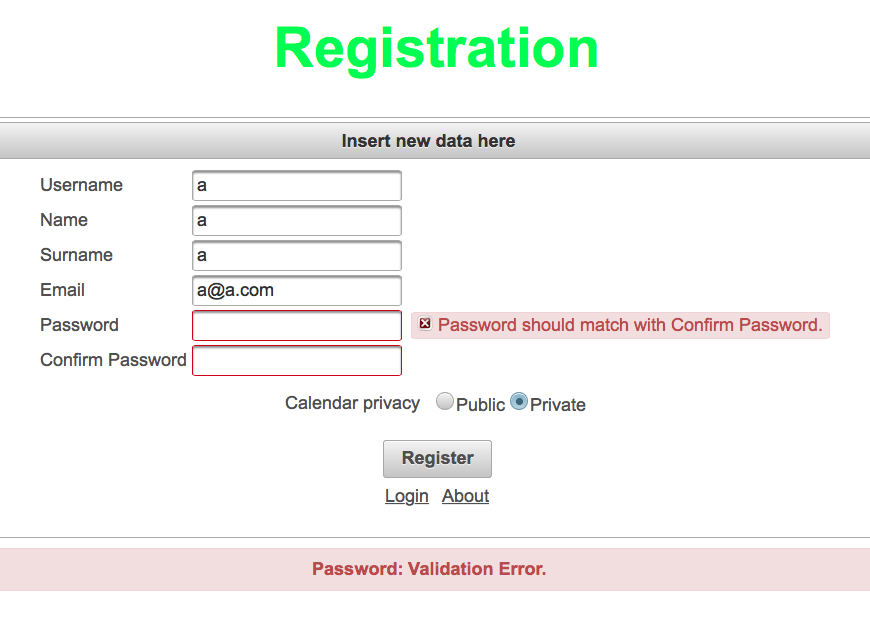 Registration
Insert new data here
Username a
Name a
Surname a
Email a@a.com
Password Password should match with Confirm Password.
Confirm Password
Calendar privacy Public Private
Register
Login About
Password: Validation Error.